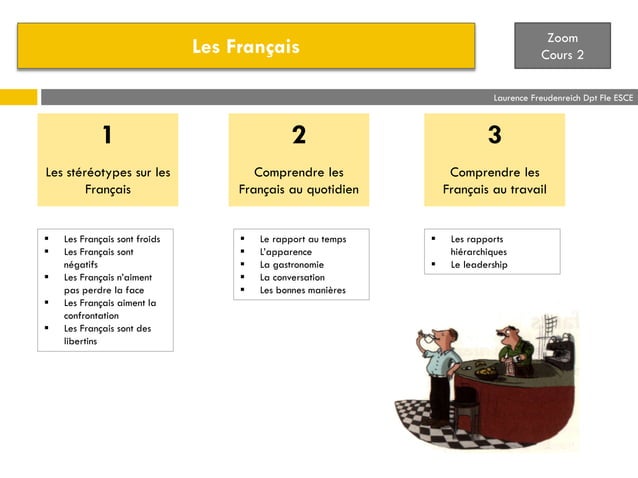 Les Français
Zoom
Cours 2
Laurence Freudenreich Dpt Fle ESCE
1
Les stéréotypes sur les
Français
2
Comprendre les
Français au quotidien
3
Comprendre les
Français au travail
▪ Les Français sont froids
▪ Les Français sont
négatifs
▪ Les Français n'aiment
pas perdre la face
▪ Les Français aiment la
confrontation
▪ Les Français sont des
libertins
▪ Le rapport au temps
▪ L'apparence
▪ La gastronomie
▪ La conversation
▪ Les bonnes manières
▪ Les rapports
hiérarchiques
▪ Le leadership